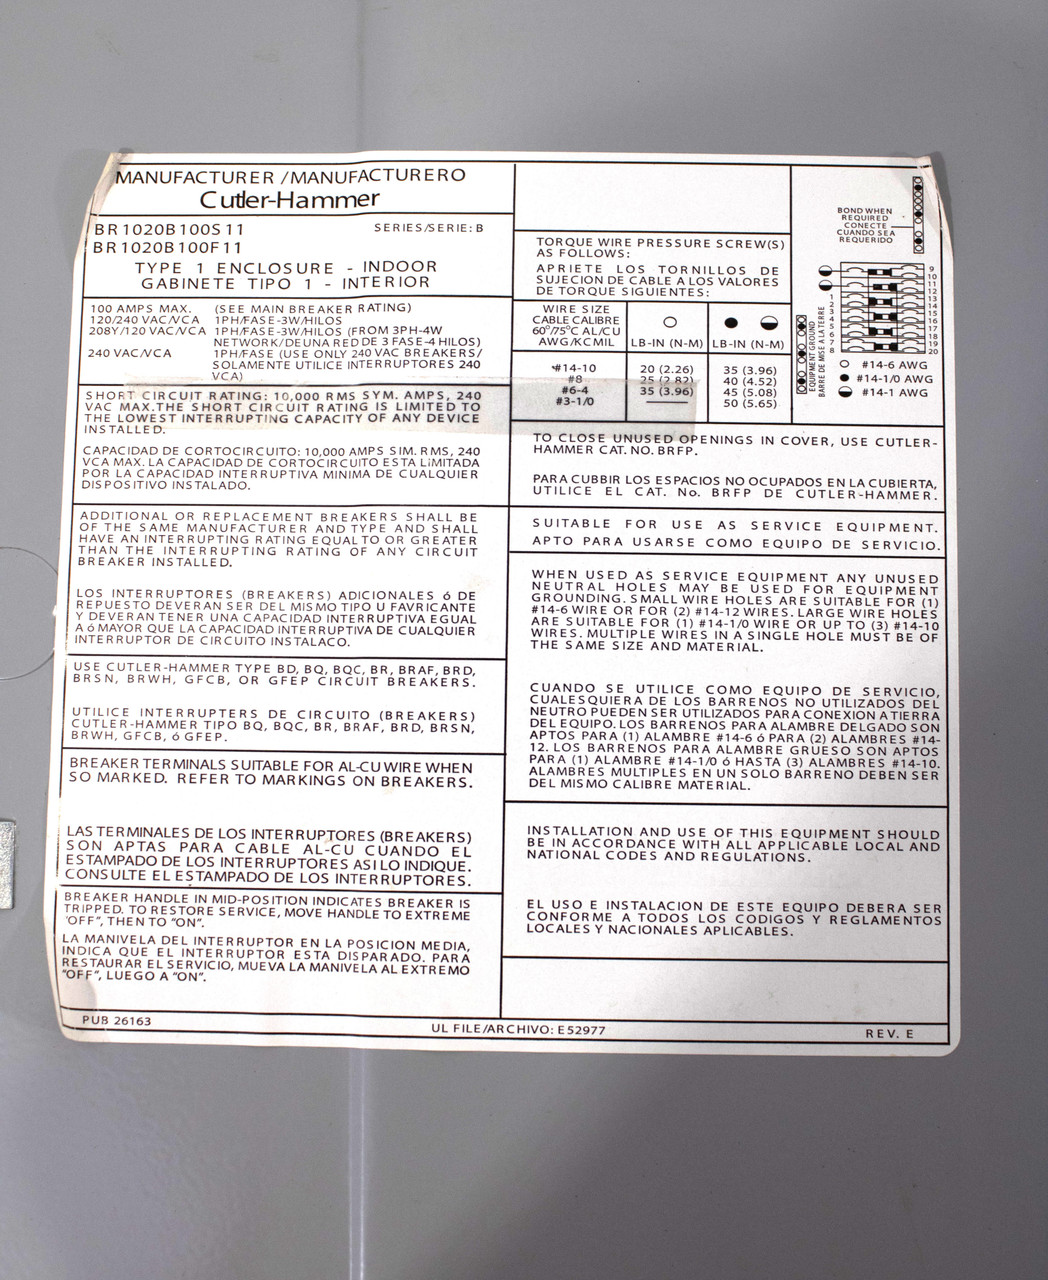 MANUFACTURER /MANUFACTURERO
Cutler-Hammer
BR1020B100S11
SERIES/SERIE: B
BR1020B100F11
TYPE 1 ENCLOSURE - INDOOR
GABINETE TIPO 1 - INTERIOR
100 AMPS MAX. (SEE MAIN BREAKER RATING)
120/240 VAC/VCA 1PH/FASE-3W/HILOS
208Y/120 VAC/VCA 1PH/FASE-3W/HILOS (FROM 3PH-4W
NETWORK/DEUNA RED DE 3 FASE-4 HILOS)
240 VAC/VCA 1PH/FASE (USE ONLY 240 VAC BREAKERS/
SOLAMENTE UTILICE INTERRUPTORES 240
VCA)
SHORT CIRCUIT RATING: 10,000 RMS SYM. AMPS, 240
VAC MAX.THE SHORT CIRCUIT RATING IS LIMITED TO
THE LOWEST INTERRUPTING CAPACITY OF ANY DEVICE
INSTALLED.
CAPACIDAD DE CORTOCIRCUITO: 10,000 AMPS SIM. RMS, 240
VCA MAX. LA CAPACIDAD DE CORTOCIRCUITO ESTA LIMITADA
POR LA CAPACIDAD INTERRUPTIVA MINIMA DE CUALQUIER
DISPOSITIVO INSTALADO.
ADDITIONAL OR REPLACEMENT BREAKERS SHALL BE
OF THE SAME MANUFACTURER AND TYPE AND SHALL
HAVE AN INTERRUPTING RATING EQUAL TO OR GREATER
THAN THE INTERRUPTING RATING OF ANY CIRCUIT
BREAKER INSTALLED.
LOS INTERRUPTORES (BREAKERS) ADICIONALES ó DE
REPUESTO DEVERAN SER DEL MISMO TIPO U FAVRICANTE
Y DEVERAN TENER UNA CAPACIDAD INTERRUPTIVA EGUAL
A ó MAYOR QUE LA CAPACIDAD INTERRUPTIVA DE CUALQUIER
INTERRUPTOR DE CIRCUITO INSTALACO.
USE CUTLER-HAMMER TYPE BD, BQ, BQC, BR, BRAF, BRD,
BRSN, BRWH, GFCB, OR GFEP CIRCUIT BREAKERS.
UTILICE INTERRUPTERS DE CIRCUITO (BREAKERS)
CUTLER-HAMMER TIPO BQ, BQC, BR, BRAF, BRD, BRSN,
BRWH, GFCB, ó GFEP.
BREAKER TERMINALS SUITABLE FOR AL-CU WIRE WHEN
SO MARKED. REFER TO MARKINGS ON BREAKERS.
LAS TERMINALES DE LOS INTERRUPTORES (BREAKERS)
SON APTAS PARA CABLE AL-CU CUANDO EL
ESTAMPADO DE LOS INTERRUPTORES ASI LO INDIQUE.
CONSULTE EL ESTAMPADO DE LOS INTERRUPTORES.
BREAKER HANDLE IN MID-POSITION INDICATES BREAKER IS
TRIPPED. TO RESTORE SERVICE, MOVE HANDLE TO EXTREME
"OFF", THEN TO "ON".
LA MANIVELA DEL INTERRUPTOR EN LA POSICION MEDIA,
INDICA QUE EL INTERRUPTOR ESTA DISPARADO. PARA
RESTAURAR EL SERVICIO, MUEVA LA MANIVELA AL EXTREMO
"OFF", LUEGO A "ON".
TORQUE WIRE PRESSURE SCREW(S)
AS FOLLOWS:
APRIETE LOS TORNILLOS DE
SUJECION DE CABLE A LOS VALORES
DE TORQUE SIGUIENTES:
WIRE SIZE
CABLE CALIBRE
60°/75°C AL/CU
AWG/KCMIL LB-IN (N-M) LB-IN (N-M)
#14-10 20 (2.26) 35 (3.96)
#8 25 (2.82) 40 (4.52)
#6-4 35 (3.96) 45 (5.08)
#3-1/0 50 (5.65)
BOND WHEN
REQUIRED
CONECTE
CUANDO SEA
REQUERIDO
9
10
11
12
13
14
15
16
17
18
19
20
1
2
3
4
5
6
7
8
EQUIPMENT GROUND
BARRE DE MISE A LA TERRE
#14-6 AWG
#14-1/0 AWG
#14-1 AWG
TO CLOSE UNUSED OPENINGS IN COVER, USE CUTLER-
HAMMER CAT. NO. BRFP.
PARA CUBBIR LOS ESPACIOS NO OCUPADOS EN LA CUBIERTA,
UTILICE EL CAT. No. BRFP DE CUTLER-HAMMER.
SUITABLE FOR USE AS SERVICE EQUIPMENT.
APTO PARA USARSE COMO EQUIPO DE SERVICIO.
WHEN USED AS SERVICE EQUIPMENT ANY UNUSED
NEUTRAL HOLES MAY BE USED FOR EQUIPMENT
GROUNDING. SMALL WIRE HOLES ARE SUITABLE FOR (1)
#14-6 WIRE OR FOR (2) #14-12 WIRES. LARGE WIRE HOLES
ARE SUITABLE FOR (1) #14-1/0 WIRE OR UP TO (3) #14-10
WIRES. MULTIPLE WIRES IN A SINGLE HOLE MUST BE OF
THE SAME SIZE AND MATERIAL.
CUANDO SE UTILICE COMO EQUIPO DE SERVICIO,
CUALESQUIERA DE LOS BARRENOS NO UTILIZADOS DEL
NEUTRO PUEDEN SER UTILIZADOS PARA CONEXION A TIERRA
DEL EQUIPO. LOS BARRENOS PARA ALAMBRE DELGADO SON
APTOS PARA (1) ALAMBRE #14-6 ó PARA (2) ALAMBRES #14-
12. LOS BARRENOS PARA ALAMBRE GRUESO SON APTOS
PARA (1) ALAMBRE #14-1/0 ó HASTA (3) ALAMBRES #14-10.
ALAMBRES MULTIPLES EN UN SOLO BARRENO DEBEN SER
DEL MISMO CALIBRE MATERIAL.
INSTALLATION AND USE OF THIS EQUIPMENT SHOULD
BE IN ACCORDANCE WITH ALL APPLICABLE LOCAL AND
NATIONAL CODES AND REGULATIONS.
EL USO E INSTALACION DE ESTE EQUIPO DEBERA SER
CONFORME A TODOS LOS CODIGOS Y REGLAMENTOS
LOCALES Y NACIONALES APLICABLES.
PUB 26163
UL FILE/ARCHIVO: E52977
REV. E